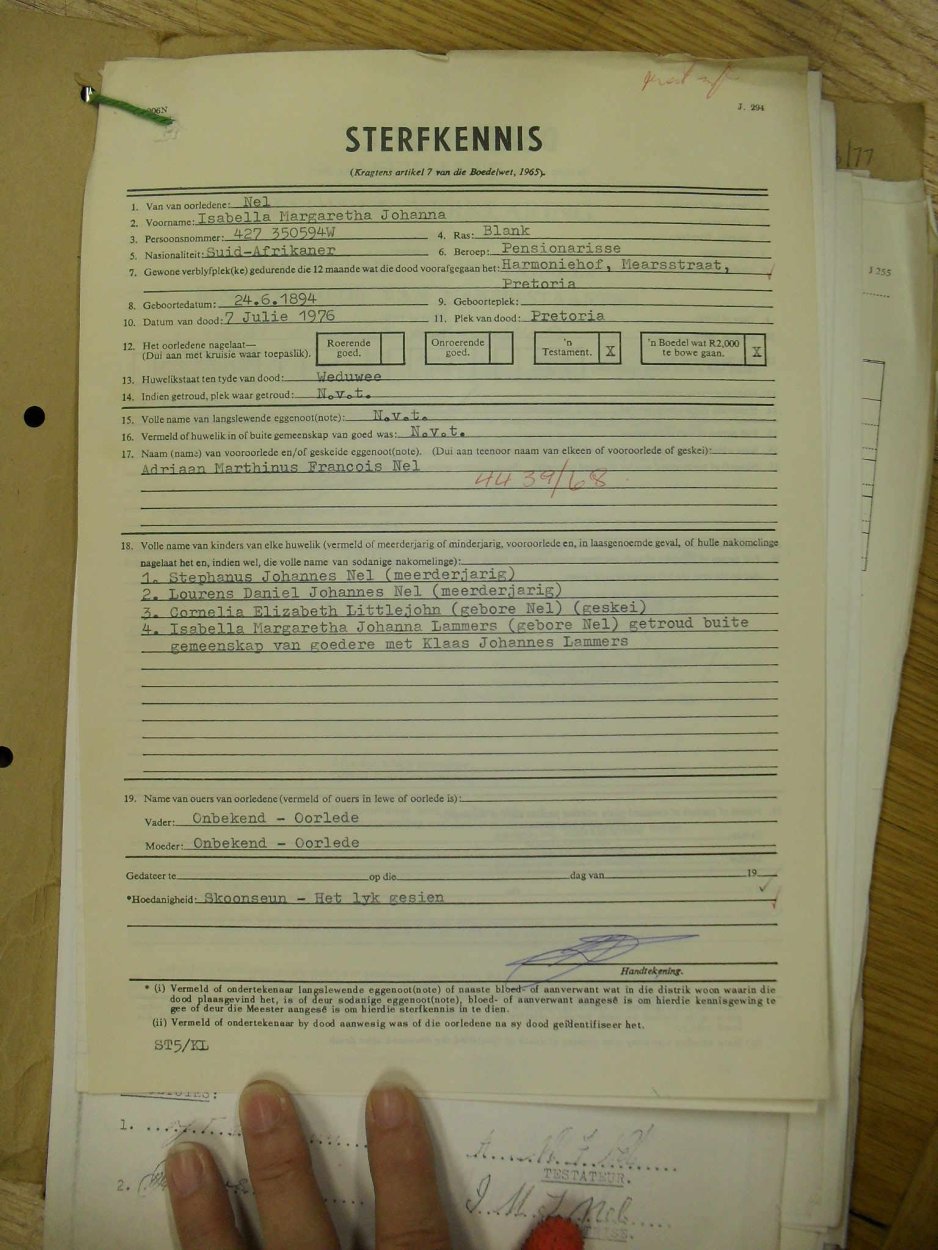 J. 294
STERFKENNIS
(Kragtens artikel 7 van die Boedelwet, 1965).
1. Van van oorledene: Nel
2. Voorname: Isabella Margaretha Johanna
3. Persoonsnommer: 427 350594W 4. Ras: Blank
5. Nasionaliteit: Suid-Afrikaner 6. Beroep: Pensionarisse
7. Gewone verblyfplek(ke) gedurende die 12 maande wat die dood voorafgegaan het: Harmoniehof, Mearsstraat,
Pretoria
8. Geboortedatum: 24.6.1894 9. Geboorteplek:
10. Datum van dood: 7 Julie 1976 11. Plek van dood: Pretoria
12. Het oorledene nagelaat— Roerende Onroerende 'n 'n Boedel wat R2,000
(Dui aan met kruisie waar toepaslik). goed. goed. Testament. X te bowe gaan. X
13. Huwelikstaat ten tyde van dood: Weduwee
14. Indien getroud, plek waar getroud: N.v.t.
15. Volle name van langslewende eggenoot(note): N.v.t.
16. Vermeld of huwelik in of buite gemeenskap van goed was: N.v.t.
17. Naam (name) van vooroorlede en/of geskeide eggenoot(note). (Dui aan teenoor naam van elkeen of vooroorlede of geskei):
Adriaan Marthinus Francois Nel
4439/68
18. Volle name van kinders van elke huwelik (vermeld of meerderjarig of minderjarig, vooroorlede en, in laasgenoemde geval, of hulle nakomelinge
nagelaat het en, indien wel, die volle name van sodanige nakomelinge):
1. Stephanus Johannes Nel (meerderjarig)
2. Lourens Daniel Johannes Nel (meerderjarig)
3. Cornelia Elizabeth Littlejohn (gebore Nel) (geskei)
4. Isabella Margaretha Johanna Lammers (gebore Nel) getroud buite
gemeenskap van goedere met Klaas Johannes Lammers
19. Name van ouers van oorledene (vermeld of ouers in lewe of oorlede is):
Vader: Onbekend - Oorlede
Moeder: Onbekend - Oorlede
Gedateer te op die dag van 19
*Hoedanigheid: Skoonseun - Het lyk gesien
Handtekening.
* (i) Vermeld of ondertekenaar langslewende eggenoot(note) of naaste bloed- of aanverwant wat in die distrik woon waarin die
dood plaasgevind het, is of deur sodanige eggenoot(note), bloed- of aanverwant aangesê is om hierdie kennisgewing te
gee of deur die Meester aangesê is om hierdie sterfkennis in te dien.
(ii) Vermeld of ondertekenaar by dood aanwesig was of die oorledene na sy dood geïdentifiseer het.
ST5/KL
J 255
/77
1.
TESTATEUR.
2. I M J Nel